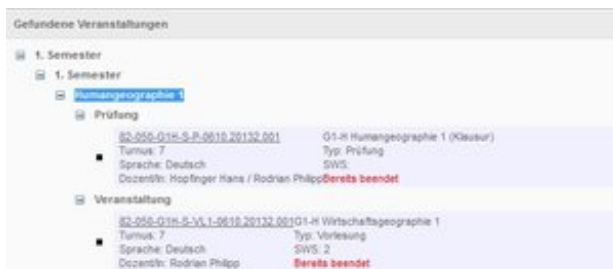 Gefundene Veranstaltungen
1. Semester
1. Semester
Humangeographie 1
Prüfung
82-050-G1H-S-P-0610.20132.001 G1-H Humangeographie 1 (Klausur)
Turnus: 7 Typ: Prüfung
Sprache: Deutsch SWS:
Dozent/in: Hopfinger Hans / Rodrian Philipp Bereits beendet
Veranstaltung
82-050-G1H-S-VL1-0610.20132.001 G1-H Wirtschaftsgeographie 1
Turnus: 7 Typ: Vorlesung
Sprache: Deutsch SWS: 2
Dozent/in: Rodrian Philipp Bereits beendet